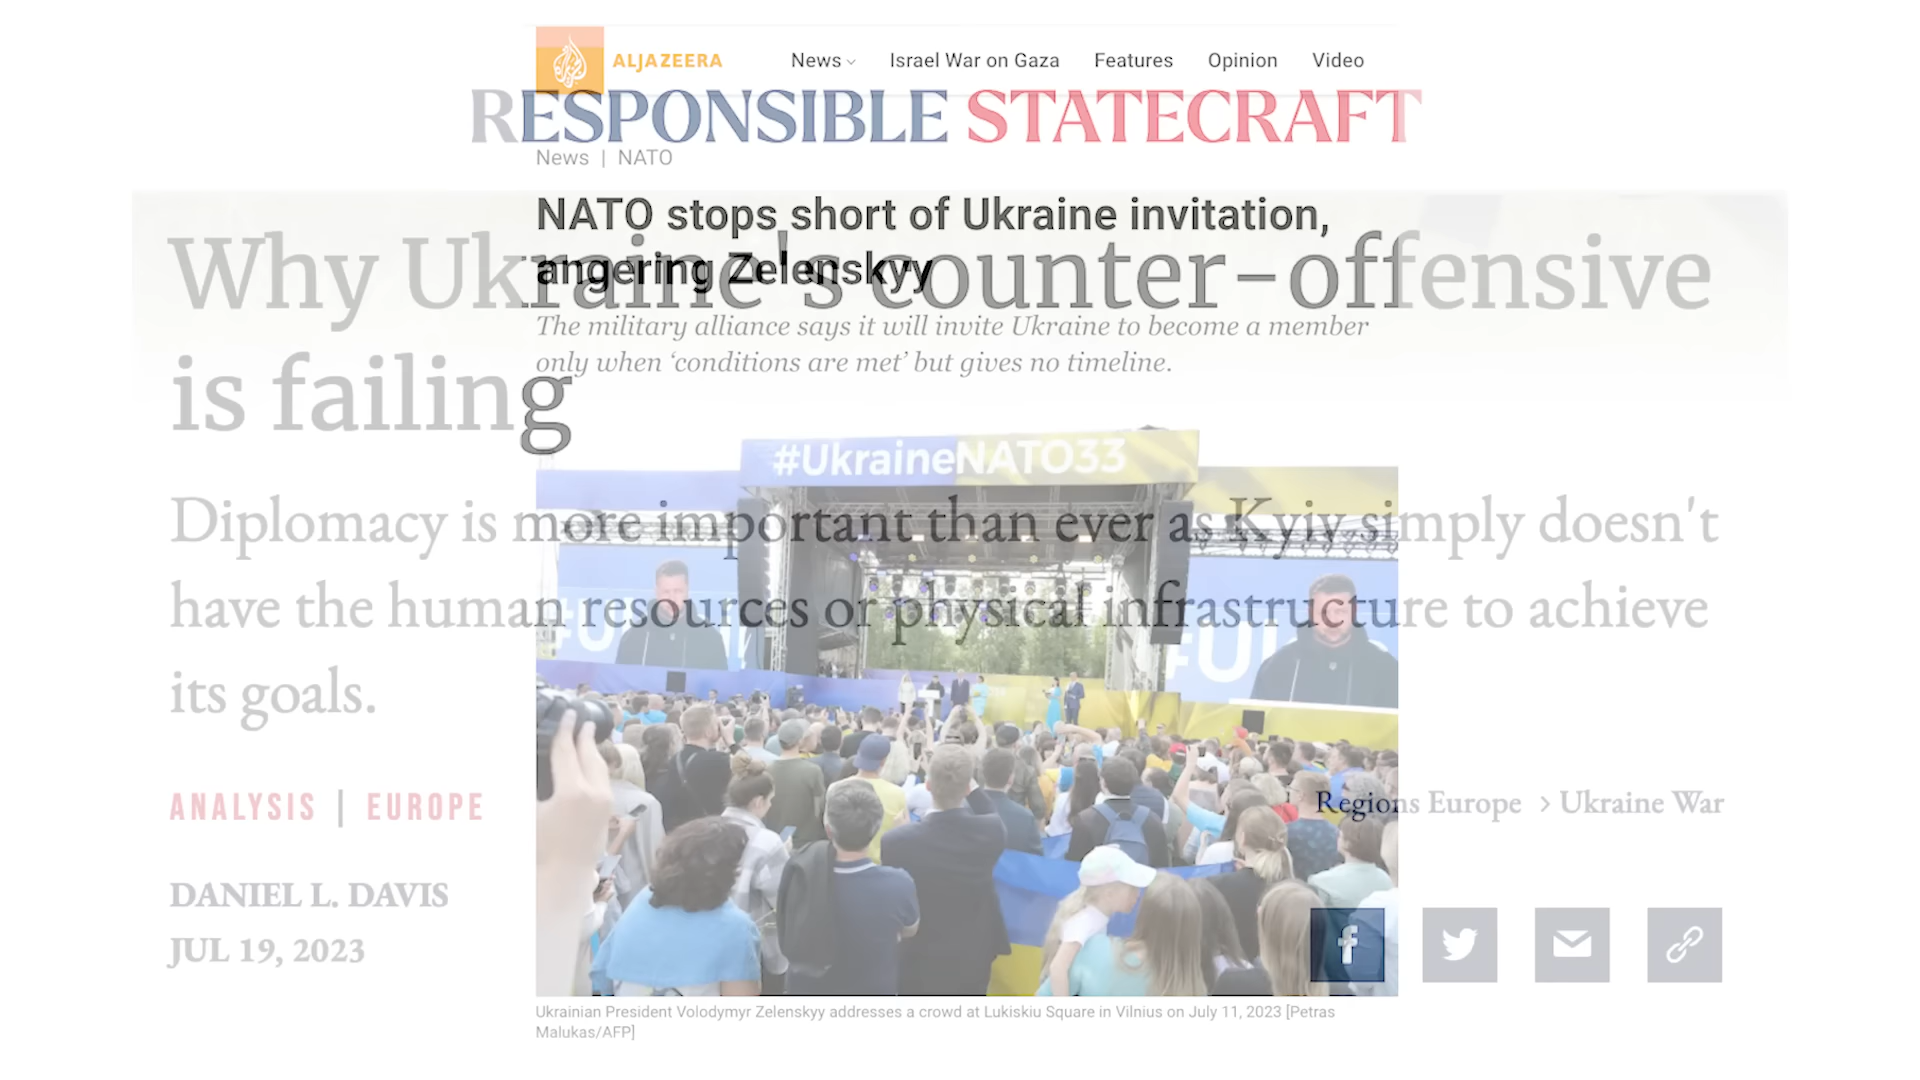 ALJAZEERA
News Israel War on Gaza Features Opinion Video
RESPONSIBLE STATECRAFT
News | NATO
NATO stops short of Ukraine invitation,
angering Zelenskyy
The military alliance says it will invite Ukraine to become a member
only when ‘conditions are met’ but gives no timeline.
Why Ukraine's counter-offensive
is failing
#UkraineNATO33
Diplomacy is more important than ever as Kyiv simply doesn't
have the human resources or physical infrastructure to achieve
its goals.
#U
#U
ANALYSIS | EUROPE
Regions Europe > Ukraine War
DANIEL L. DAVIS
JUL 19, 2023
Ukrainian President Volodymyr Zelenskyy addresses a crowd at Lukiskiu Square in Vilnius on July 11, 2023 [Petras
Malukas/AFP]